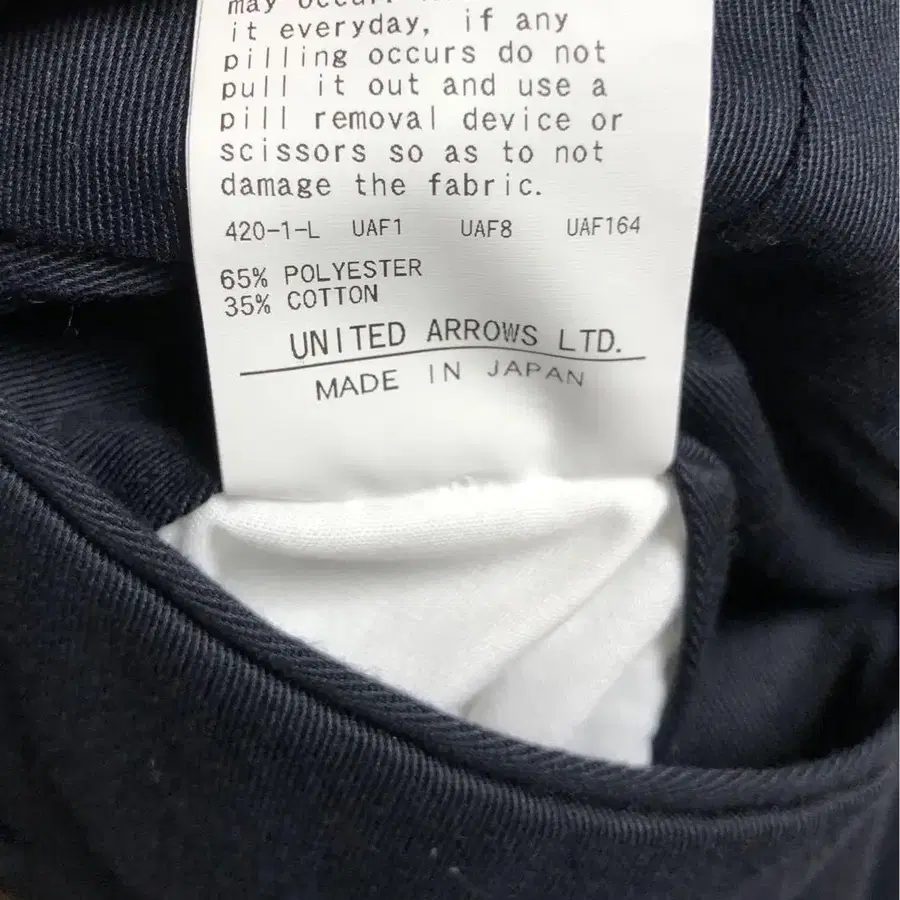 may
it everyday, if any
pilling occurs do not
pull it out and use a
pill removal device or
scissors so as to not
damage the fabric.
420-1-L UAF1 UAF8 UAF164
65% POLYESTER
35% COTTON
UNITED ARROWS LTD.
MADE IN JAPAN